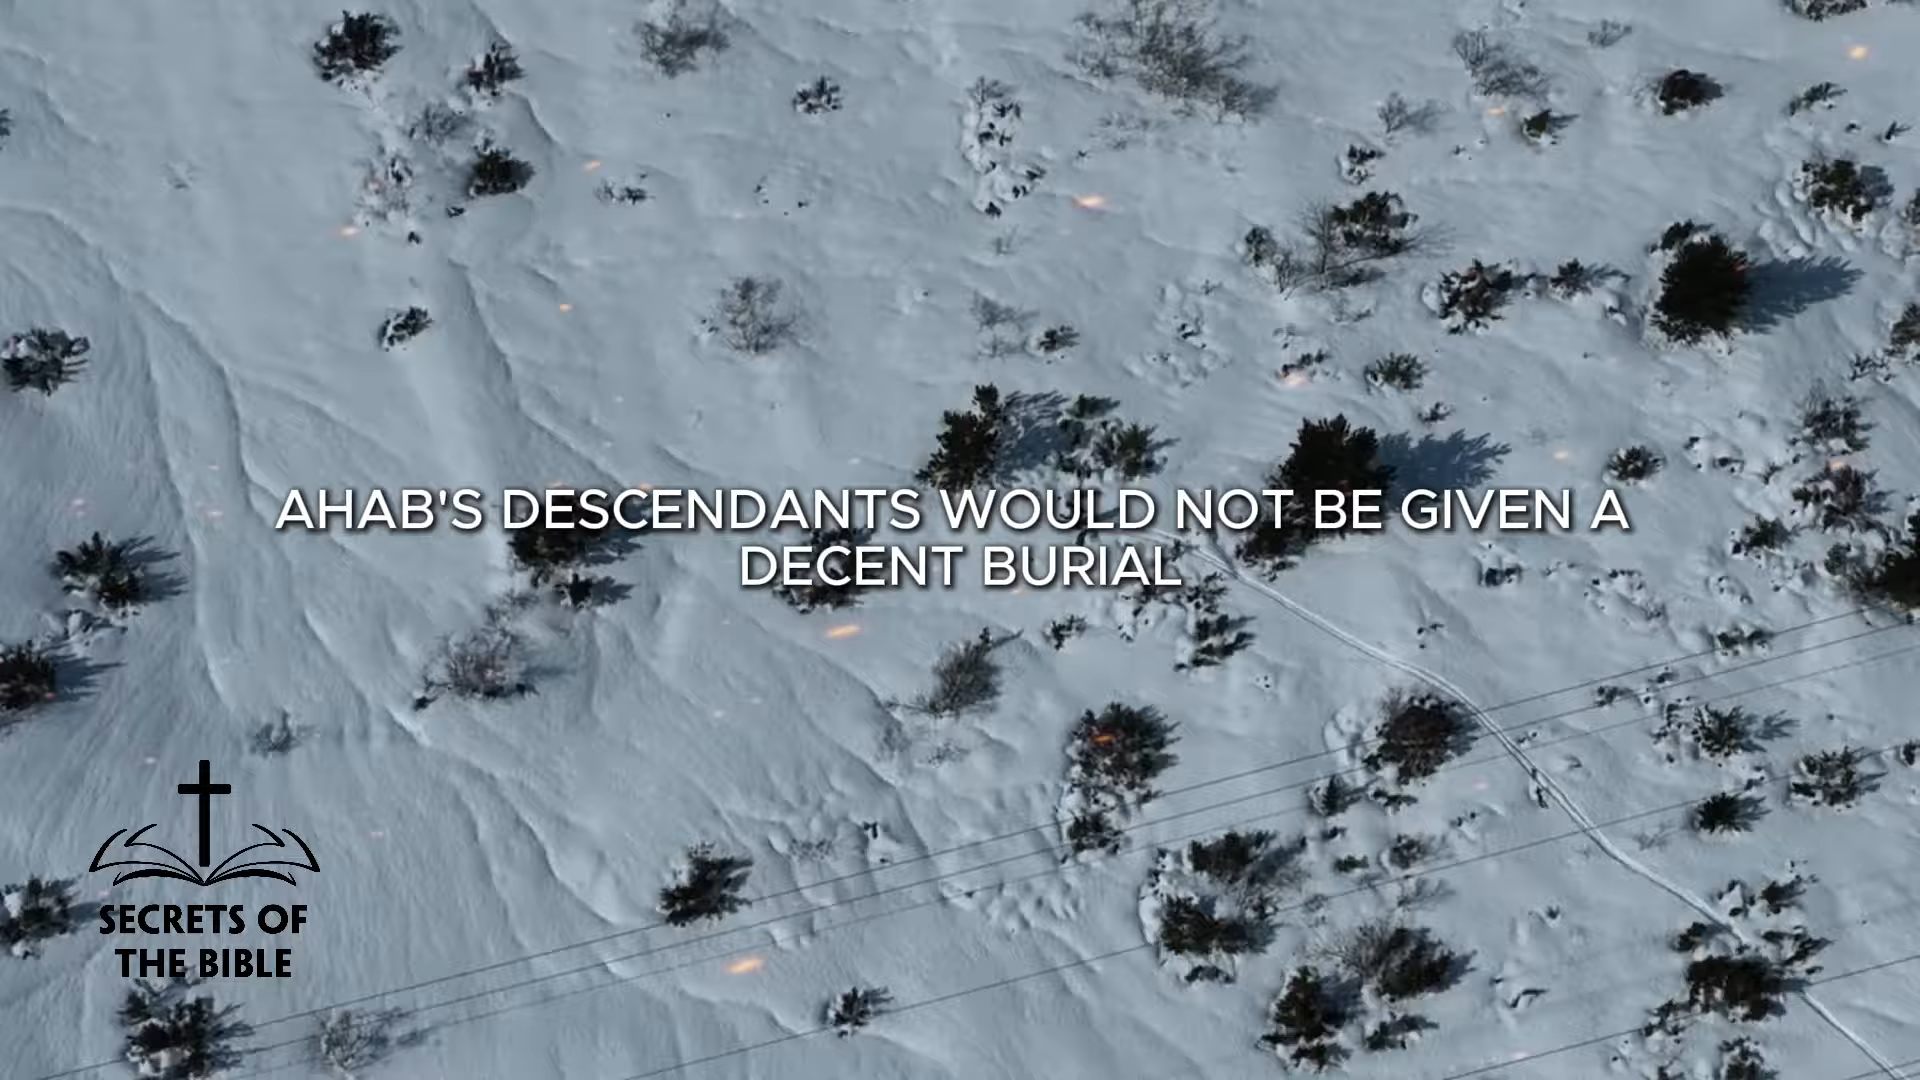 AHAB'S DESCENDANTS WOULD NOT BE GIVEN A
DECENT BURIAL
SECRETS OF
THE BIBLE